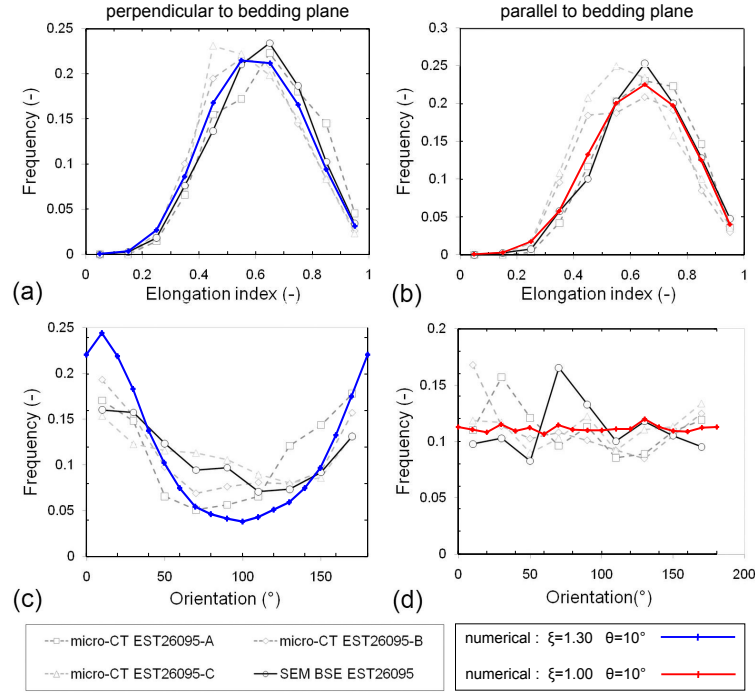 perpendicular to bedding plane
parallel to bedding plane
0.25
0.2
0.15
0.1
0.05
0
Frequency (-)
0 0.2 0.4 0.6 0.8 1
(a)
Elongation index (-)
0.3
0.25
0.2
0.15
0.1
0.05
0
Frequency (-)
0 0.2 0.4 0.6 0.8 1
(b)
Elongation index (-)
0.25
0.2
0.15
0.1
0.05
0
Frequency (-)
0 50 100 150
(c)
Orientation (°)
0.2
0.15
0.1
0.05
0
Frequency (-)
0 50 100 150 200
(d)
Orientation(°)
micro-CT EST26095-A
micro-CT EST26095-B
micro-CT EST26095-C
SEM BSE EST26095
numerical : ξ=1.30 θ=10°
numerical : ξ=1.00 θ=10°